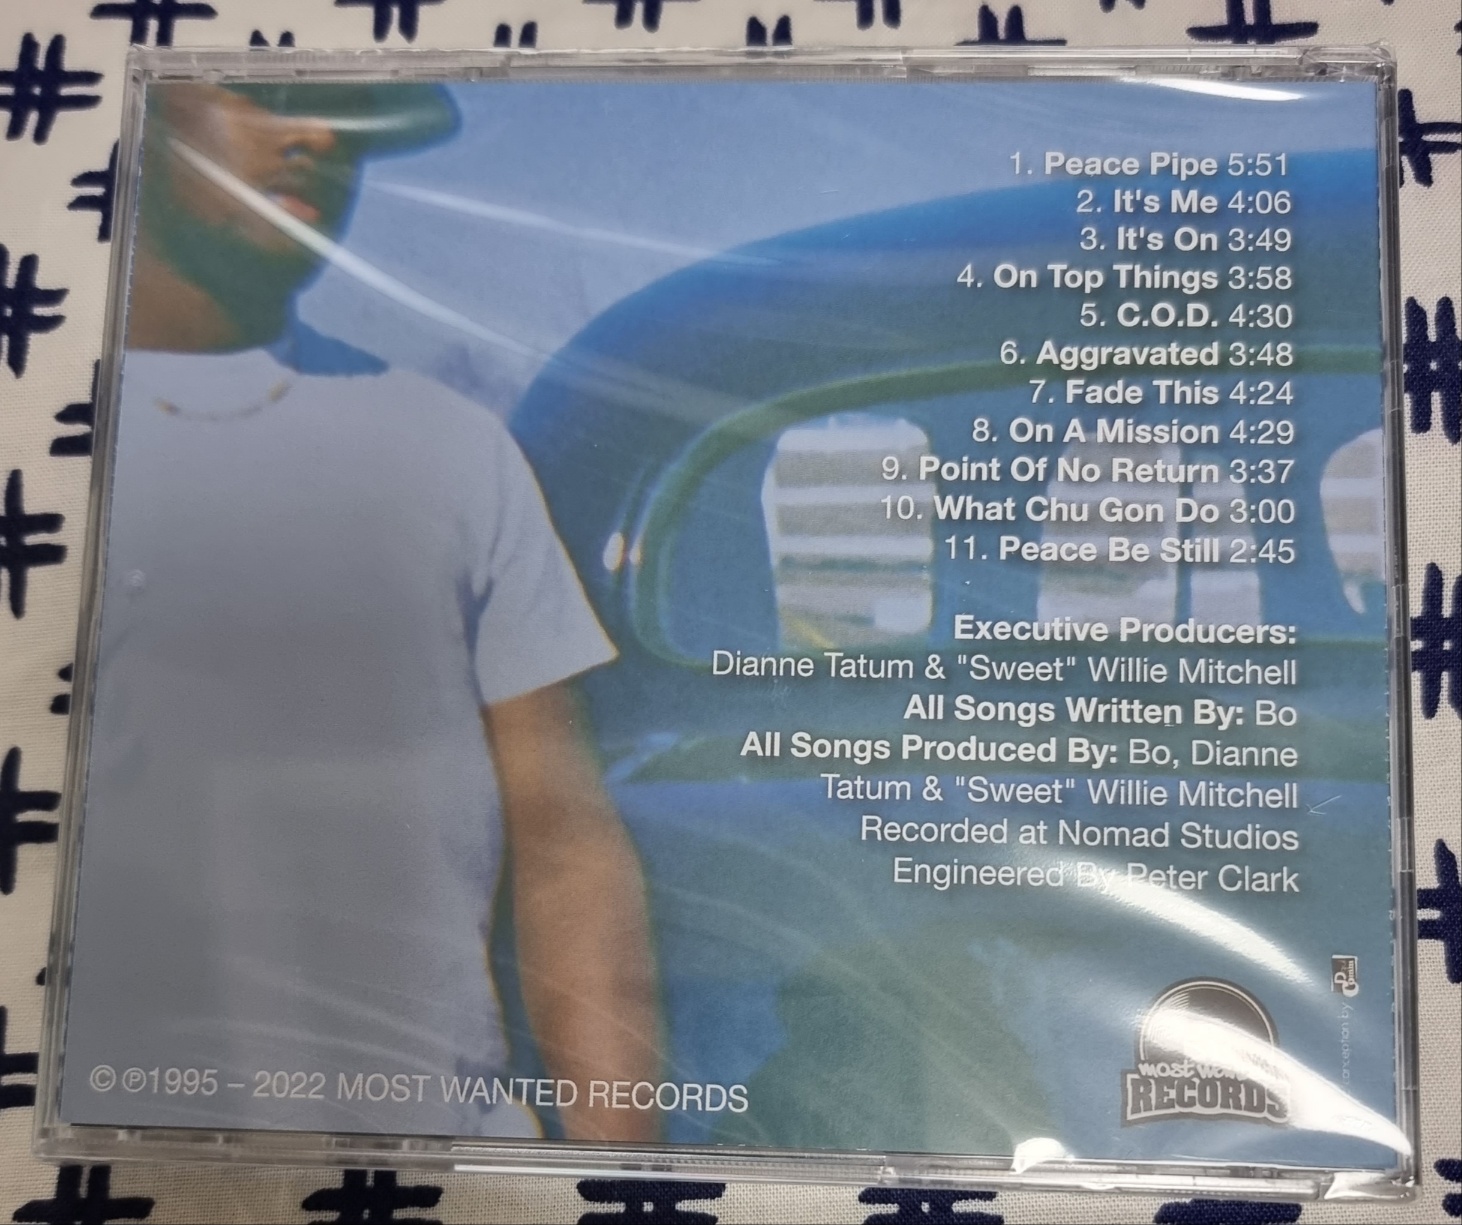 1. Peace Pipe 5:51
2. It's Me 4:06
3. It's On 3:49
4. On Top Things 3:58
5. C.O.D. 4:30
6. Aggravated 3:48
7. Fade This 4:24
8. On A Mission 4:29
9. Point Of No Return 3:37
10. What Chu Gon Do 3:00
11. Peace Be Still 2:45
Executive Producers:
Dianne Tatum & "Sweet" Willie Mitchell
All Songs Written By: Bo
All Songs Produced By: Bo, Dianne
Tatum & "Sweet" Willie Mitchell
Recorded at Nomad Studios
Engineered By Peter Clark
©℗1995 – 2022 MOST WANTED RECORDS
most wanted
RECORDS